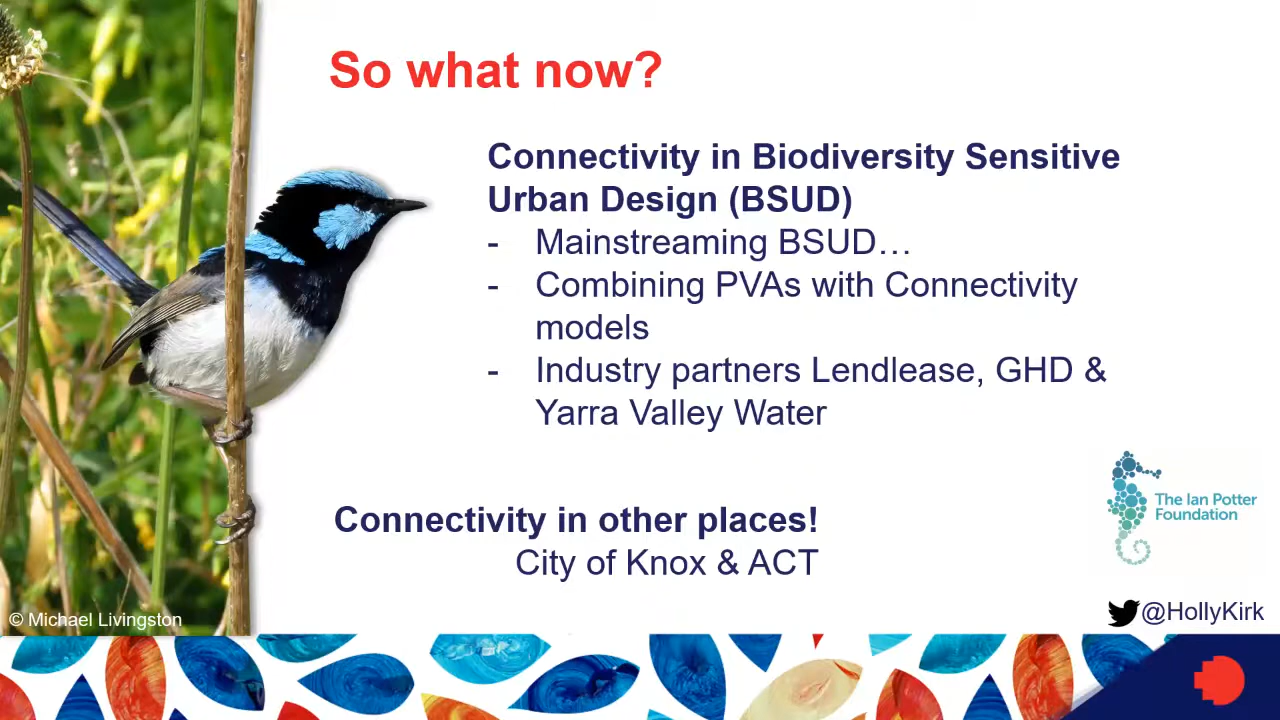 So what now?
Connectivity in Biodiversity Sensitive
Urban Design (BSUD)
- Mainstreaming BSUD…
- Combining PVAs with Connectivity
models
- Industry partners Lendlease, GHD &
Yarra Valley Water
Connectivity in other places!
City of Knox & ACT
The Ian Potter
Foundation
© Michael Livingston
@HollyKirk